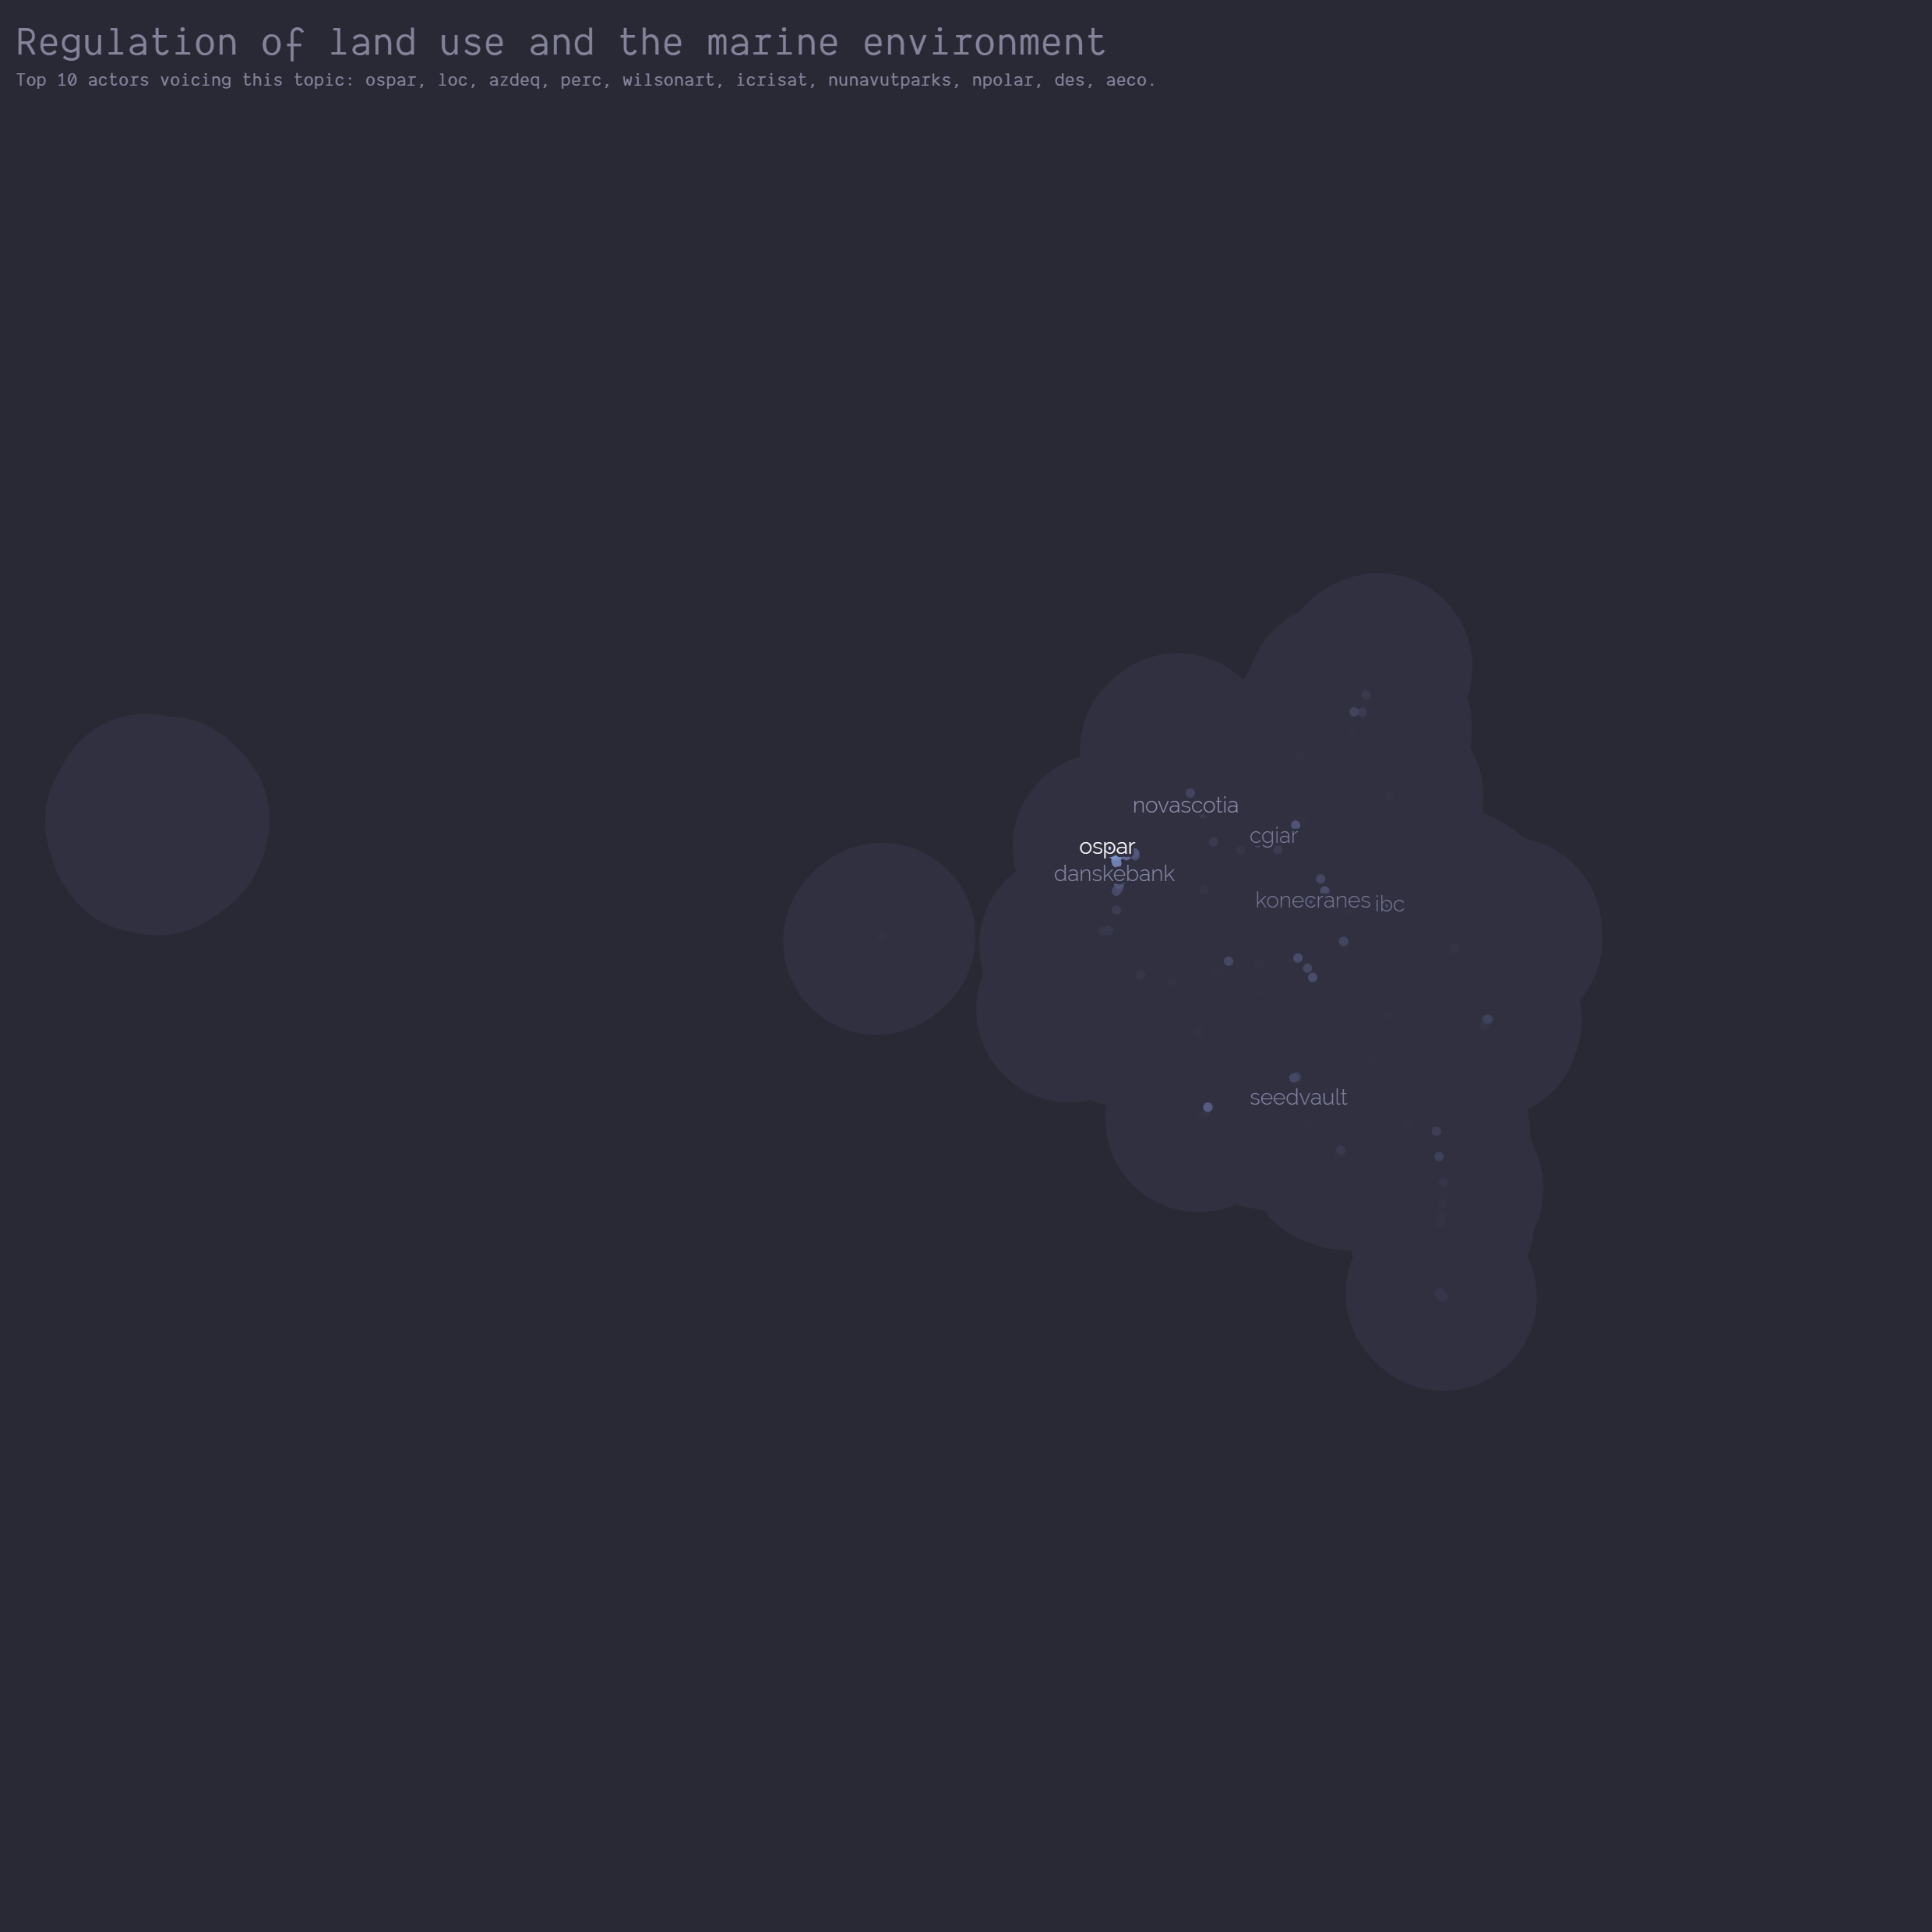 Regulation of land use and the marine environment
Top 10 actors voicing this topic: ospar, loc, azdeq, perc, wilsonart, icrisat, nunavutparks, npolar, des, aeco.
novascotia
cgiar
ospar
danskebank
konecranes ibc
seedvault